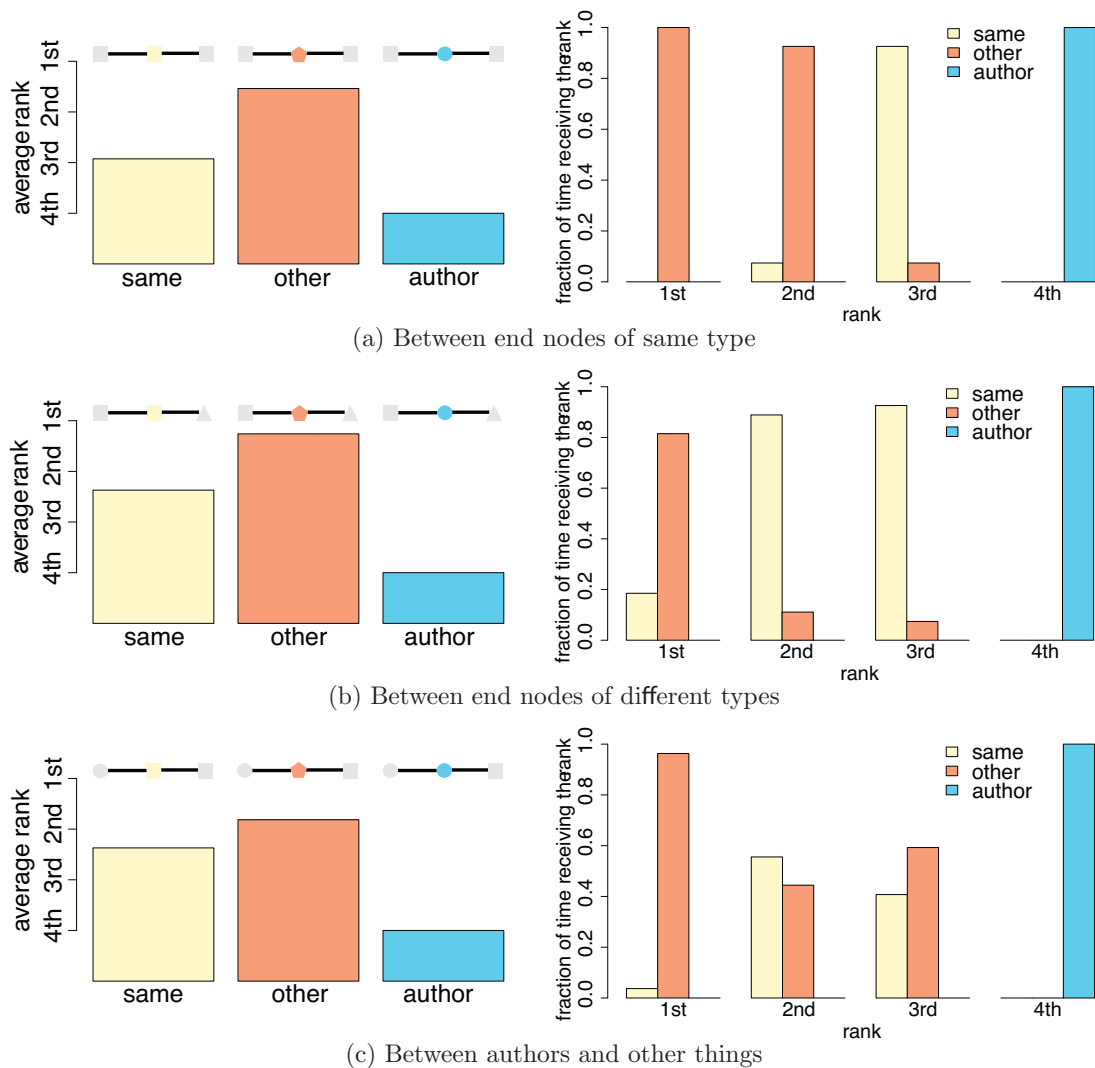 average rank
1st
2nd
3rd
4th
same other author
fraction of time receiving the rank
0.0 0.2 0.4 0.6 0.8 1.0
same
other
author
1st 2nd 3rd 4th
rank
(a) Between end nodes of same type
average rank
1st
2nd
3rd
4th
same other author
fraction of time receiving the rank
0.0 0.2 0.4 0.6 0.8 1.0
same
other
author
1st 2nd 3rd 4th
rank
(b) Between end nodes of different types
average rank
1st
2nd
3rd
4th
same other author
fraction of time receiving the rank
0.0 0.2 0.4 0.6 0.8 1.0
same
other
author
1st 2nd 3rd 4th
rank
(c) Between authors and other things